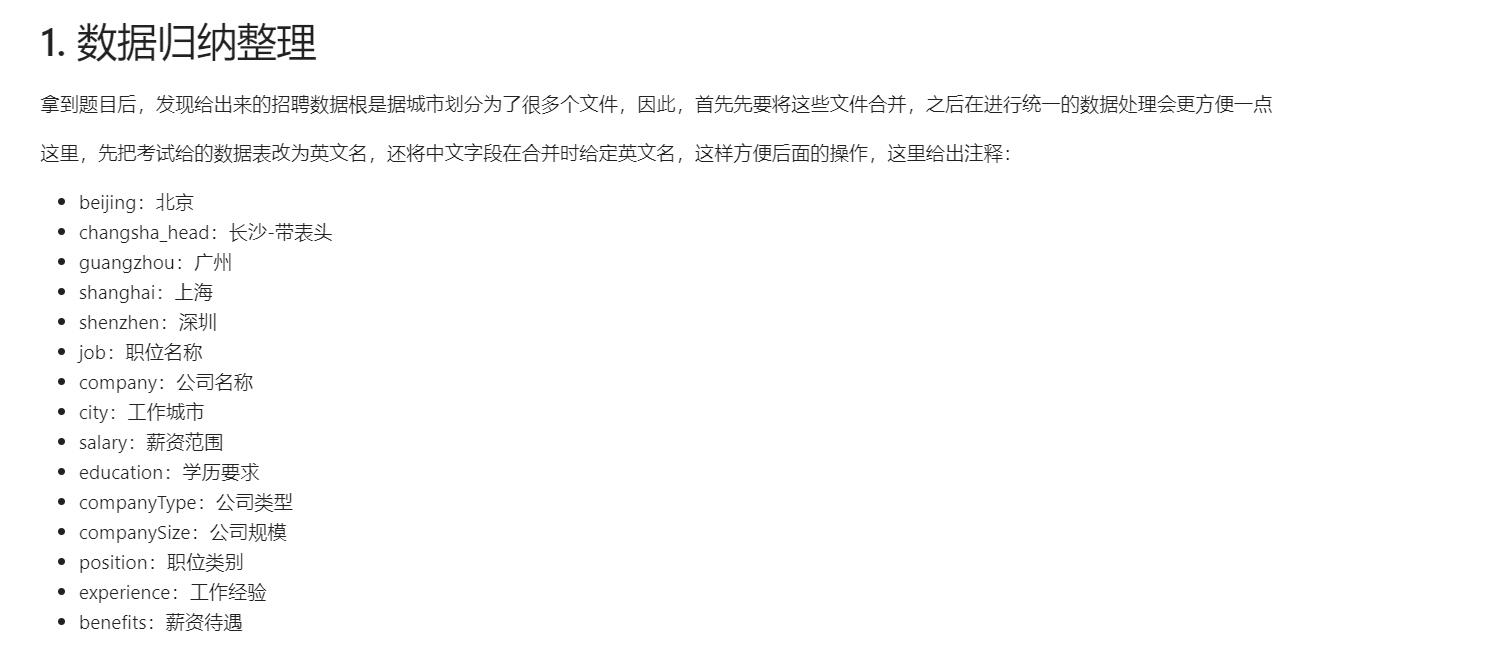 1. 数据归纳整理
拿到题目后，发现给出来的招聘数据根是据城市划分为了很多个文件，因此，首先先要将这些文件合并，之后在进行统一的数据处理会更方便一点
这里，先把考试给的数据表改为英文名，还将中文字段在合并时给定英文名，这样方便后面的操作，这里给出注释：
• beijing：北京
• changsha_head：长沙-带表头
• guangzhou：广州
• shanghai：上海
• shenzhen：深圳
• job：职位名称
• company：公司名称
• city：工作城市
• salary：薪资范围
• education：学历要求
• companyType：公司类型
• companySize：公司规模
• position：职位类别
• experience：工作经验
• benefits：薪资待遇